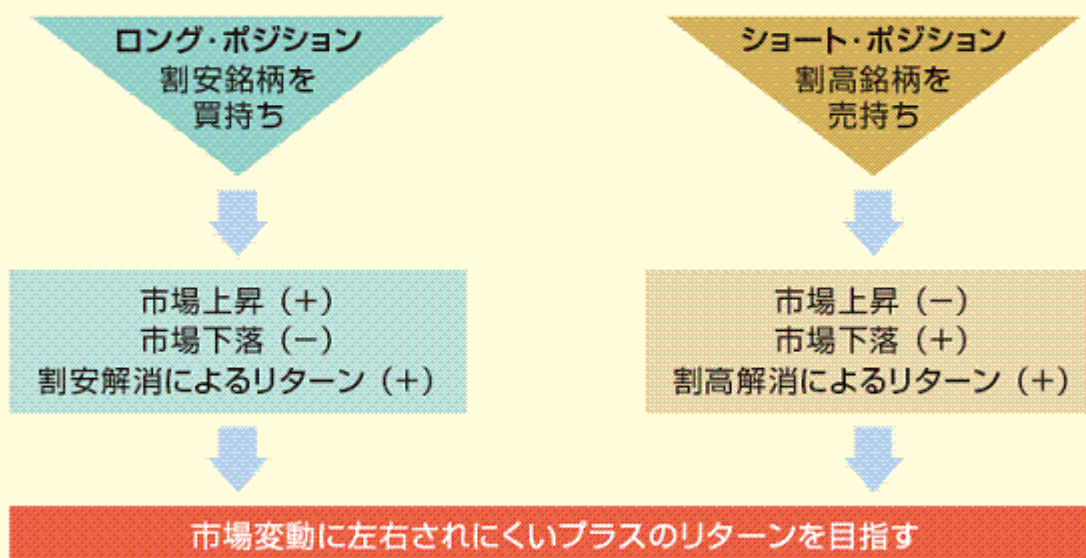 ロング・ポジション
割安銘柄を
買持ち
ショート・ポジション
割高銘柄を
売持ち
市場上昇（＋）
市場下落（－）
割安解消によるリターン（＋）
市場上昇（－）
市場下落（＋）
割高解消によるリターン（＋）
市場変動に左右されにくいプラスのリターンを目指す